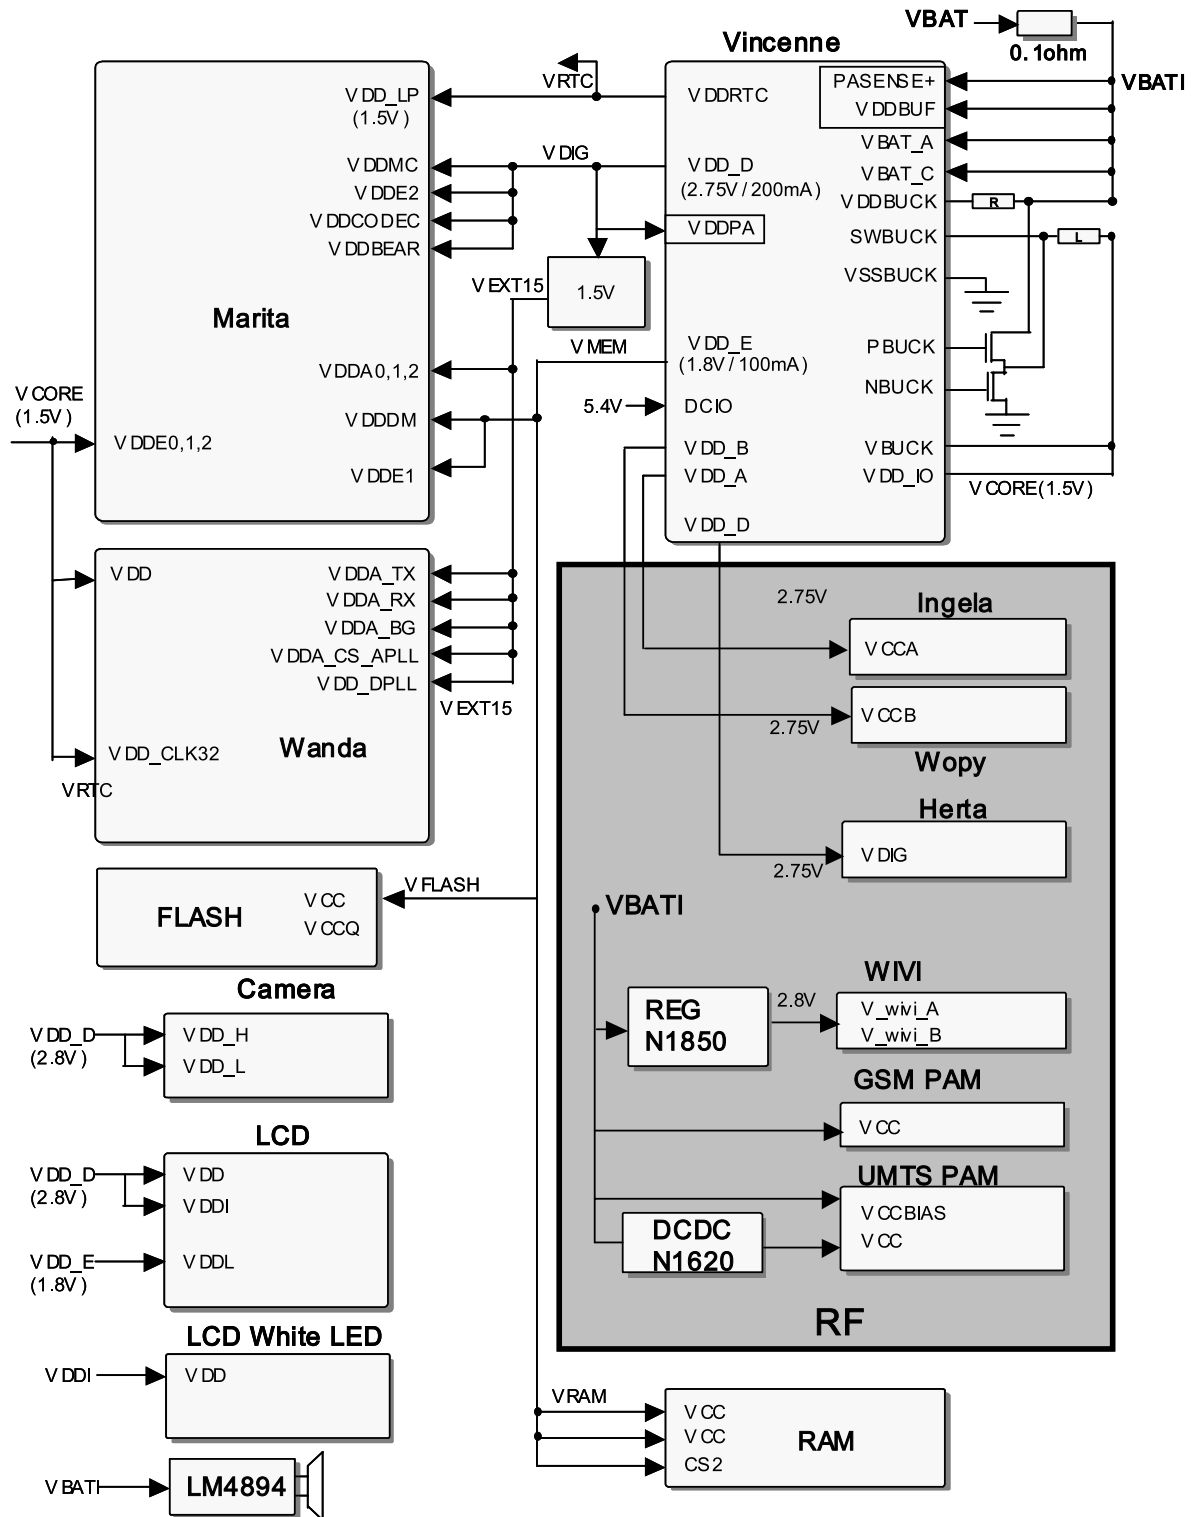 VBAT
0.1ohm
VBATI
Vincenne
PASENSE+
VDDBUF
VBAT_A
VBAT_C
VDDBUCK
R
SWBUCK
L
VSSBUCK
PBUCK
NBUCK
VBUCK
VDD_IO
VCORE(1.5V)
VDDRTC
VDD_D
(2.75V/200mA)
VDDPA
VDD_E
(1.8V/100mA)
5.4V
DCIO
VDD_B
VDD_A
VDD_D
VRTC
VDIG
VEXT15
1.5V
VMEM
VDD_LP
(1.5V)
VDDMC
VDDE2
VDDCODEC
VDDBEAR
Marita
VDDA0,1,2
VDDDM
VDDE1
VCORE
(1.5V)
VDDE0,1,2
VDD
VDDA_TX
VDDA_RX
VDDA_BG
VDDA_CS_APLL
VDD_DPLL
VEXT15
Wanda
VDD_CLK32
VRTC
VFLASH
FLASH
VCC
VCCQ
Camera
VDD_D
(2.8V)
VDD_H
VDD_L
LCD
VDD_D
(2.8V)
VDD
VDDI
VDD_E
(1.8V)
VDDL
LCD White LED
VDDI
VDD
VBATI
LM4894
2.75V
Ingela
VCCA
VCCB
2.75V
Wopy
Herta
VDIG
2.75V
VBATI
WIVI
REG
N1850
2.8V
V_wivi_A
V_wivi_B
GSM PAM
VCC
UMTS PAM
VCCBIAS
VCC
DCDC
N1620
RF
VRAM
VCC
VCC
CS2
RAM